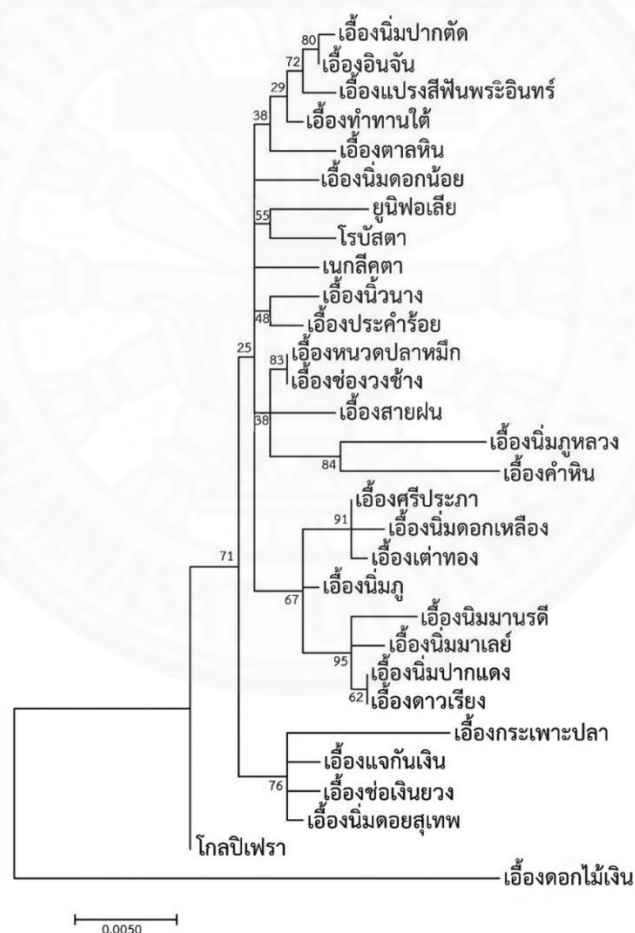 80
เอื้องนิ่มปากตัด
เอื้องอินจัน
72
เอื้องแปรงสีฟันพระอินทร์
29
เอื้องทำทานใต้
38
เอื้องตาลหิน
เอื้องนิ่มดอกน้อย
ยูนิฟอเลีย
55
โรบัสตา
เนกลีคตา
เอื้องนิ้วนาง
48
เอื้องประคำร้อย
25
เอื้องหนวดปลาหมึก
83
เอื้องช่องวงช้าง
เอื้องสายฝน
38
เอื้องนิ่มภูหลวง
84
เอื้องคำหิน
เอื้องศรีประภา
91
เอื้องนิ่มดอกเหลือง
เอื้องเต่าทอง
71
เอื้องนิ่มภู
67
เอื้องนิมมานรดี
เอื้องนิ่มมาเลย์
95
เอื้องนิ่มปากแดง
62
เอื้องดาวเรียง
เอื้องกระเพาะปลา
เอื้องแจกันเงิน
76
เอื้องช่อเงินยวง
เอื้องนิ่มดอยสุเทพ
โกลปิเฟรา
เอื้องดอกไม้เงิน
0.0050